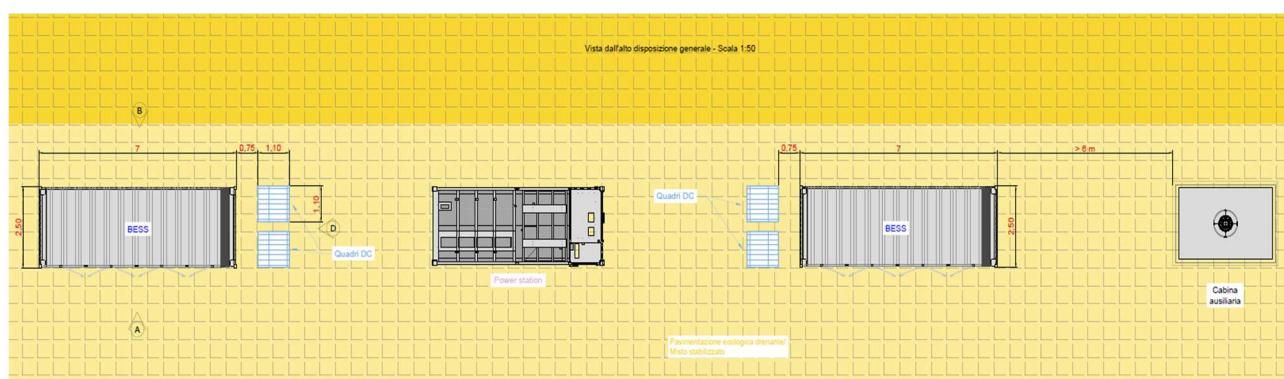 Vista dall'alto disposizione generale - Scala 1:50
B
7
0,75
1,10
0,75
7
> 6 m
2,50
BESS
1,10
D
Quadri DC
Power station
Quadri DC
BESS
2,50
Cabina
ausiliaria
A
Pavimentazione ecologica drenante/
Misto stabilizzato